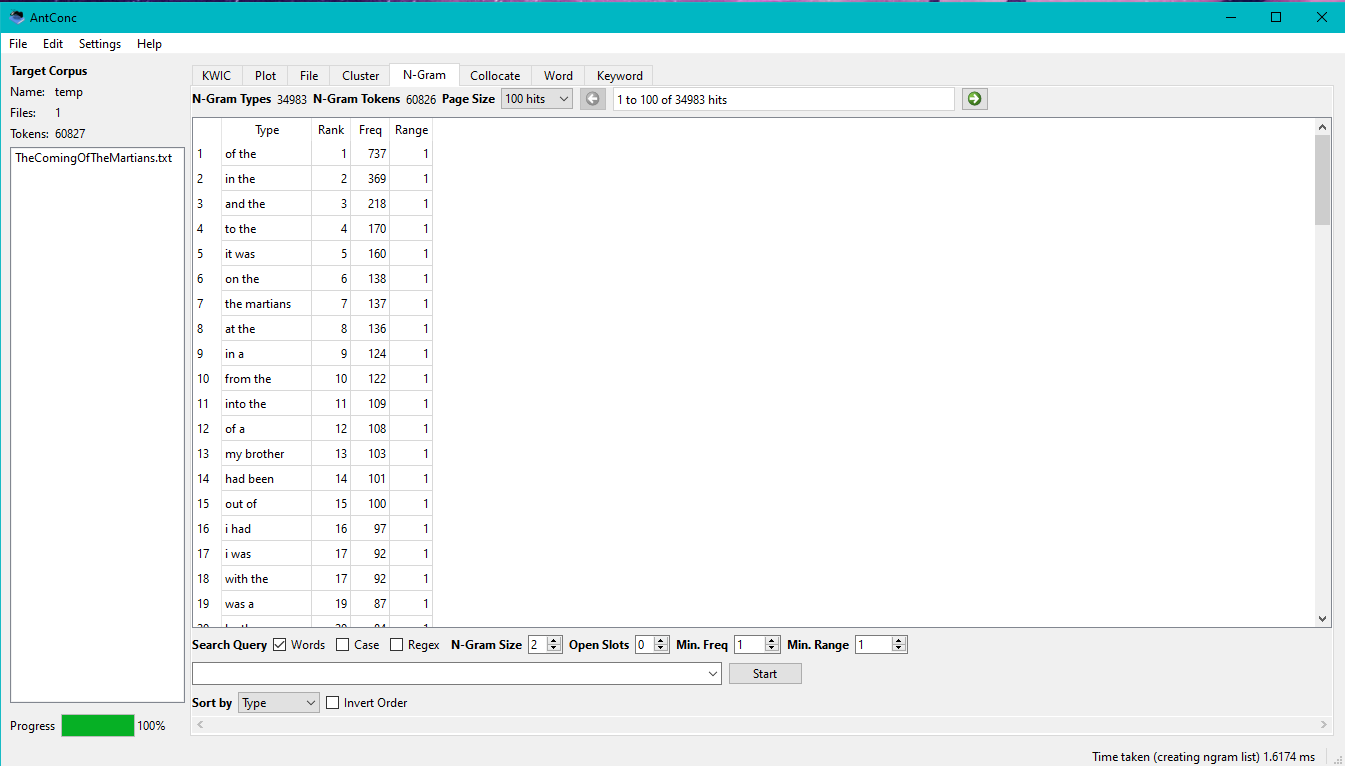 AntConc
File Edit Settings Help
Target Corpus
Name: temp
Files: 1
Tokens: 60827
TheComingOfTheMartians.txt
Progress 100%
KWIC Plot File Cluster N-Gram Collocate Word Keyword
N-Gram Types 34983 N-Gram Tokens 60826 Page Size 100 hits 1 to 100 of 34983 hits
Type Rank Freq Range
1 of the 1 737 1
2 in the 2 369 1
3 and the 3 218 1
4 to the 4 170 1
5 it was 5 160 1
6 on the 6 138 1
7 the martians 7 137 1
8 at the 8 136 1
9 in a 9 124 1
10 from the 10 122 1
11 into the 11 109 1
12 of a 12 108 1
13 my brother 13 103 1
14 had been 14 101 1
15 out of 15 100 1
16 i had 16 97 1
17 i was 17 92 1
18 with the 17 92 1
19 was a 19 87 1
Search Query Words Case Regex N-Gram Size 2 Open Slots 0 Min. Freq 1 Min. Range 1
Start
Sort by Type Invert Order
Time taken (creating ngram list) 1.6174 ms